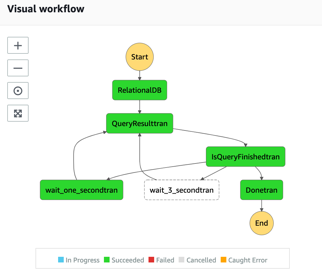 Visual workflow
Start
RelationalDB
QueryResulttran
IsQueryFinishedtran
wait_one_secondtran
wait_3_secondtran
Donetran
End
In Progress
Succeeded
Failed
Cancelled
Caught Error